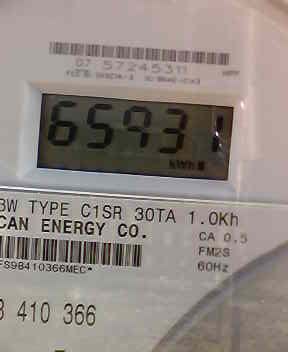 07 57245311
65931
KWH
BW TYPE C1SR 30TA 1.0Kh
CAN ENERGY CO.
CA 0.5
FM2S
FS98410366MEC*
60Hz
8 410 366